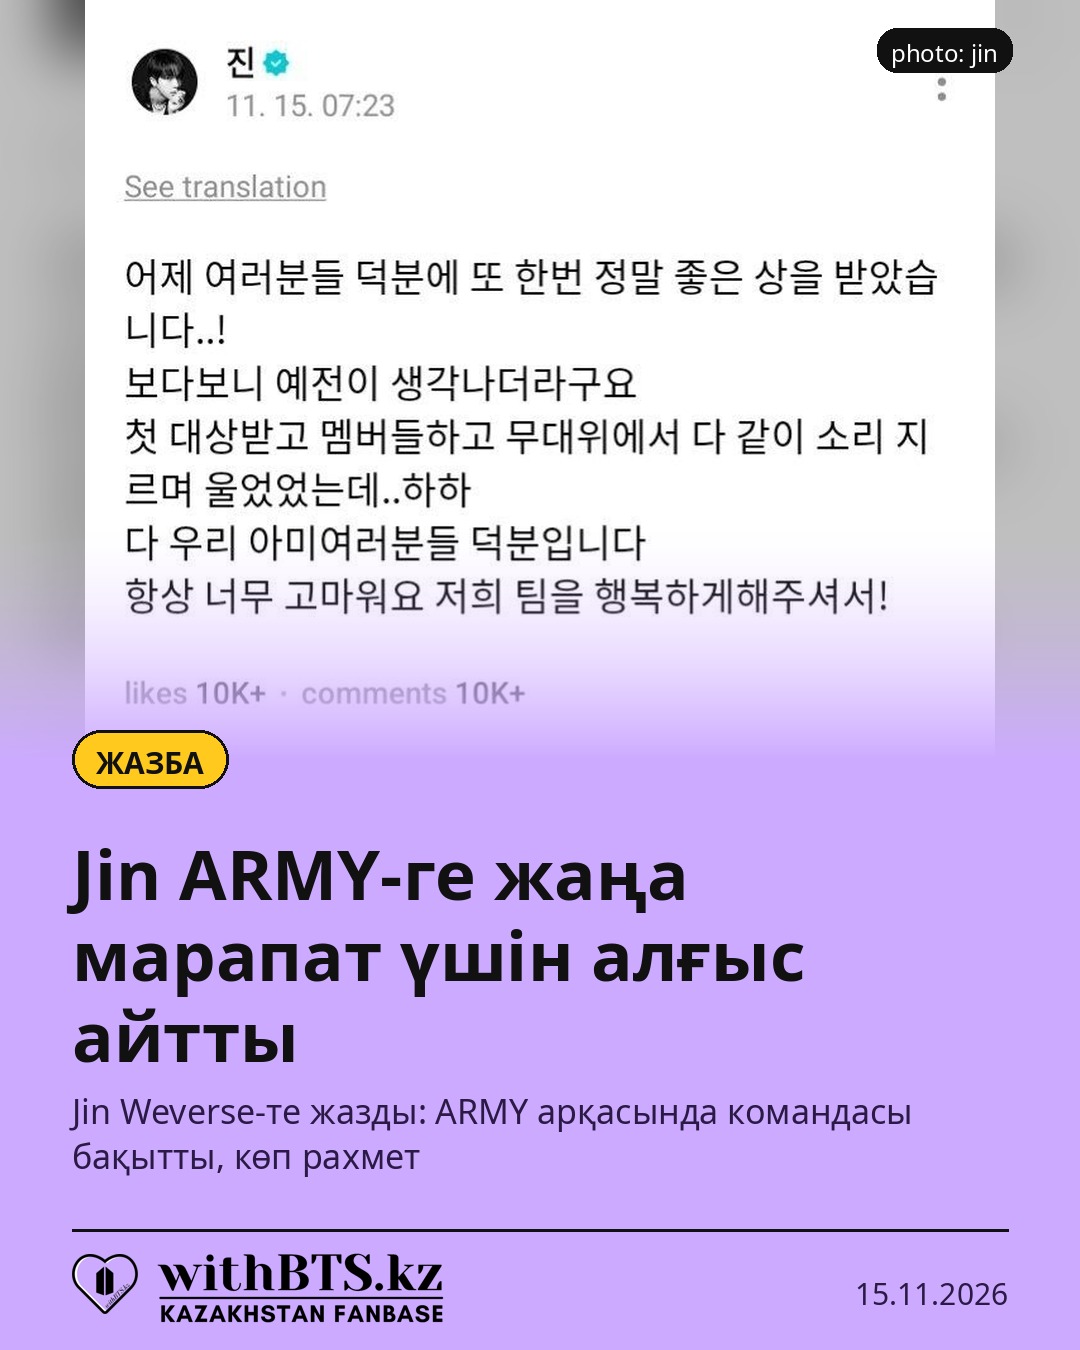 진
photo: jin
11. 15. 07:23
See translation
어제 여러분들 덕분에 또 한번 정말 좋은 상을 받았습
니다..!
보다보니 예전이 생각나더라구요
첫 대상받고 멤버들하고 무대위에서 다 같이 소리 지
르며 울었었는데..하하
다 우리 아미여러분들 덕분입니다
항상 너무 고마워요 저희 팀을 행복하게해주셔서!
likes 10K+ · comments 10K+
ЖАЗБА
Jin ARMY-ге жаңа
марапат үшін алғыс
айтты
Jin Weverse-те жазды: ARMY арқасында командасы
бақытты, көп рахмет
withBTS.kz
KAZAKHSTAN FANBASE
15.11.2026